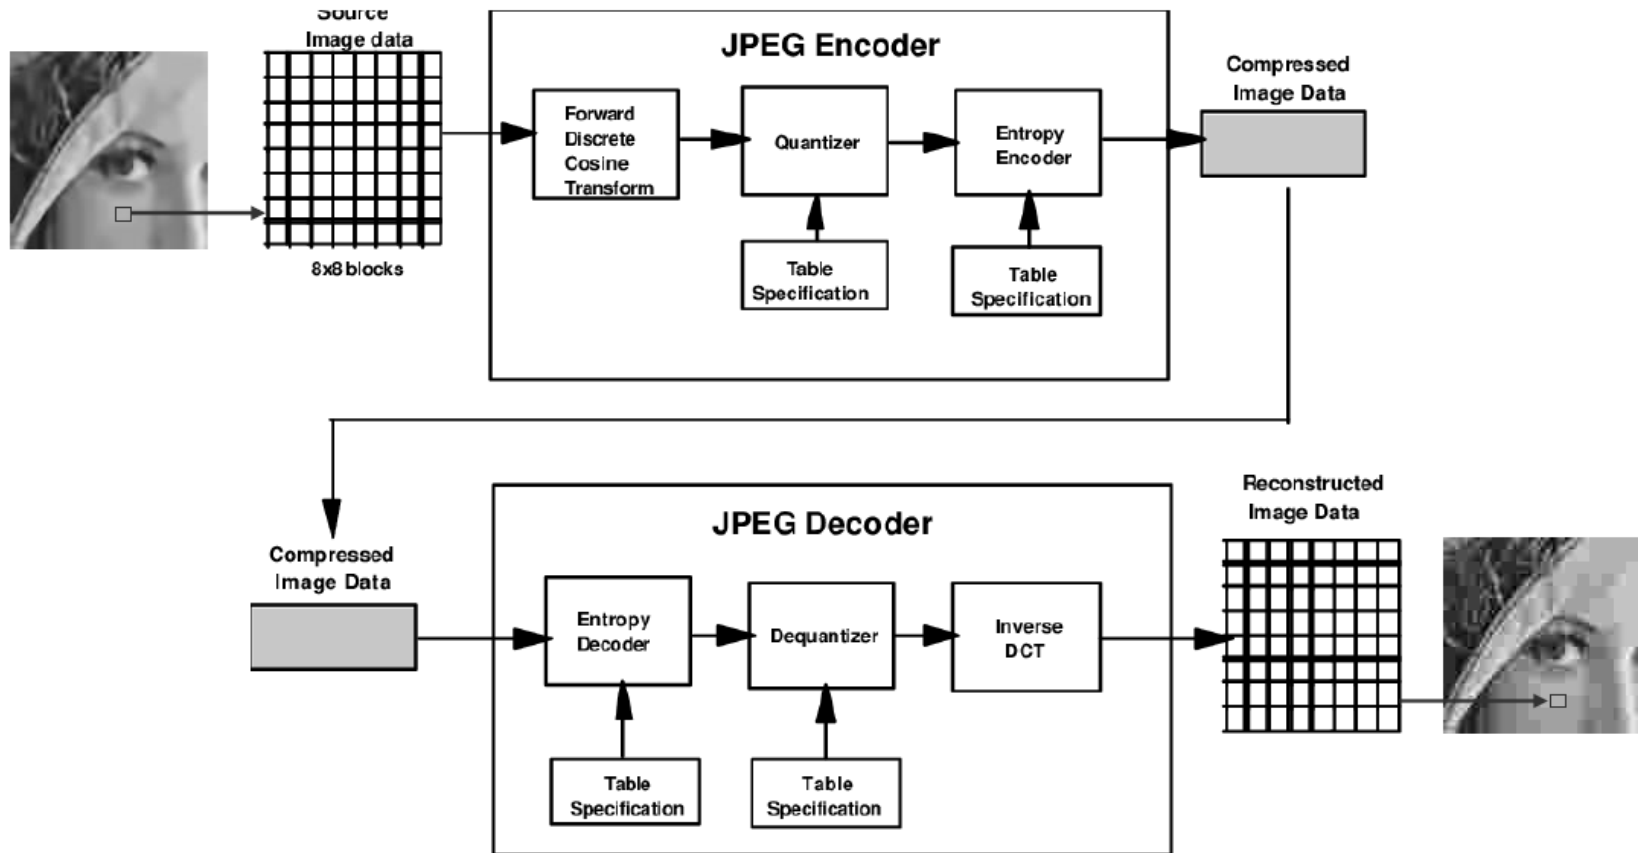 Source
Image data
8x8 blocks
JPEG Encoder
Forward
Discrete
Cosine
Transform
Quantizer
Entropy
Encoder
Table
Specification
Table
Specification
Compressed
Image Data
Compressed
Image Data
JPEG Decoder
Entropy
Decoder
Dequantizer
Inverse
DCT
Table
Specification
Table
Specification
Reconstructed
Image Data